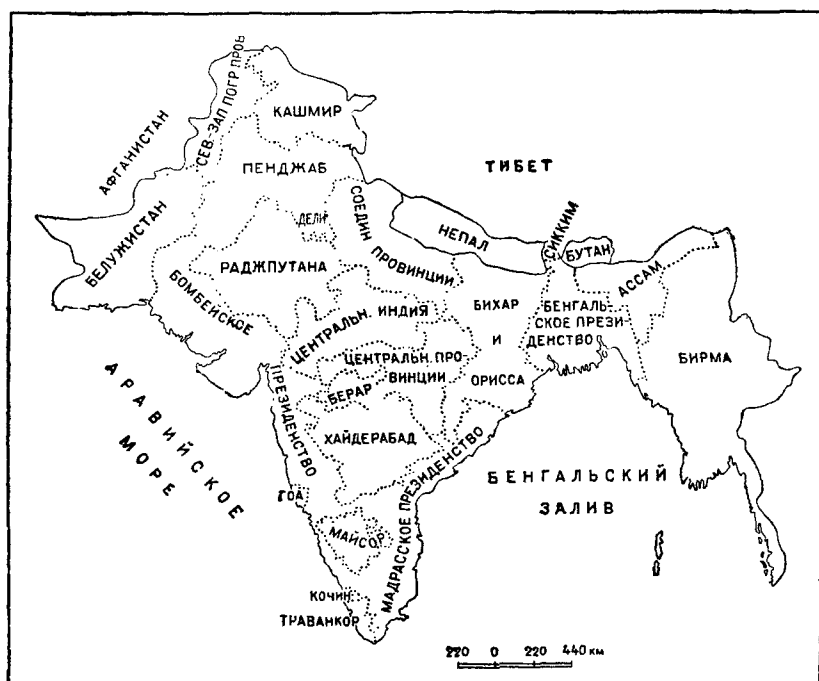 СЕВ-ЗАП ПОГР ПРОВ
КАШМИР
АФГАНИСТАН
ПЕНДЖАБ
ТИБЕТ
БЕЛУЖИСТАН
ДЕЛИ
СОЕДИН
ПРОВИНЦИИ
НЕПАЛ
СИККИМ
БУТАН
РАДЖПУТАНА
АССАМ
БОМБЕЙСКОЕ
ПРЕЗИДЕНСТВО
ЦЕНТРАЛЬН. ИНДИЯ
БИХАР
И
ОРИССА
БЕНГАЛЬ-
СКОЕ ПРЕЗИ-
ДЕНСТВО
БИРМА
ЦЕНТРАЛЬН. ПРО
ВИНЦИИ
БЕРАР
ХАЙДЕРАБАД
АРАВИЙСКОЕ
МОРЕ
БЕНГАЛЬСКИЙ
ЗАЛИВ
ГОА
МАЙСОР
МАДРАССКОЕ ПРЕЗИДЕНСТВО
КОЧИН
ТРАВАНКОР
220 0 220 440 км